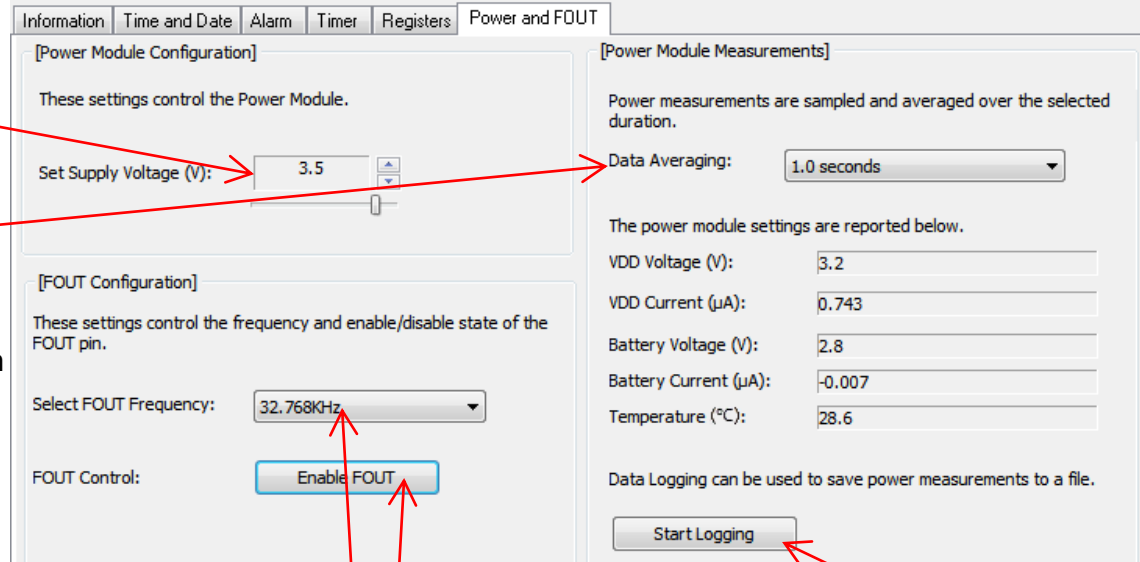 Information Time and Date Alarm Timer Registers Power and FOUT
[Power Module Configuration]
These settings control the Power Module.
Set Supply Voltage (V): 3.5
[FOUT Configuration]
These settings control the frequency and enable/disable state of the
FOUT pin.
Select FOUT Frequency: 32.768KHz
FOUT Control: Enable FOUT
[Power Module Measurements]
Power measurements are sampled and averaged over the selected
duration.
Data Averaging: 1.0 seconds
The power module settings are reported below.
VDD Voltage (V): 3.2
VDD Current (µA): 0.743
Battery Voltage (V): 2.8
Battery Current (µA): -0.007
Temperature (°C): 28.6
Data Logging can be used to save power measurements to a file.
Start Logging